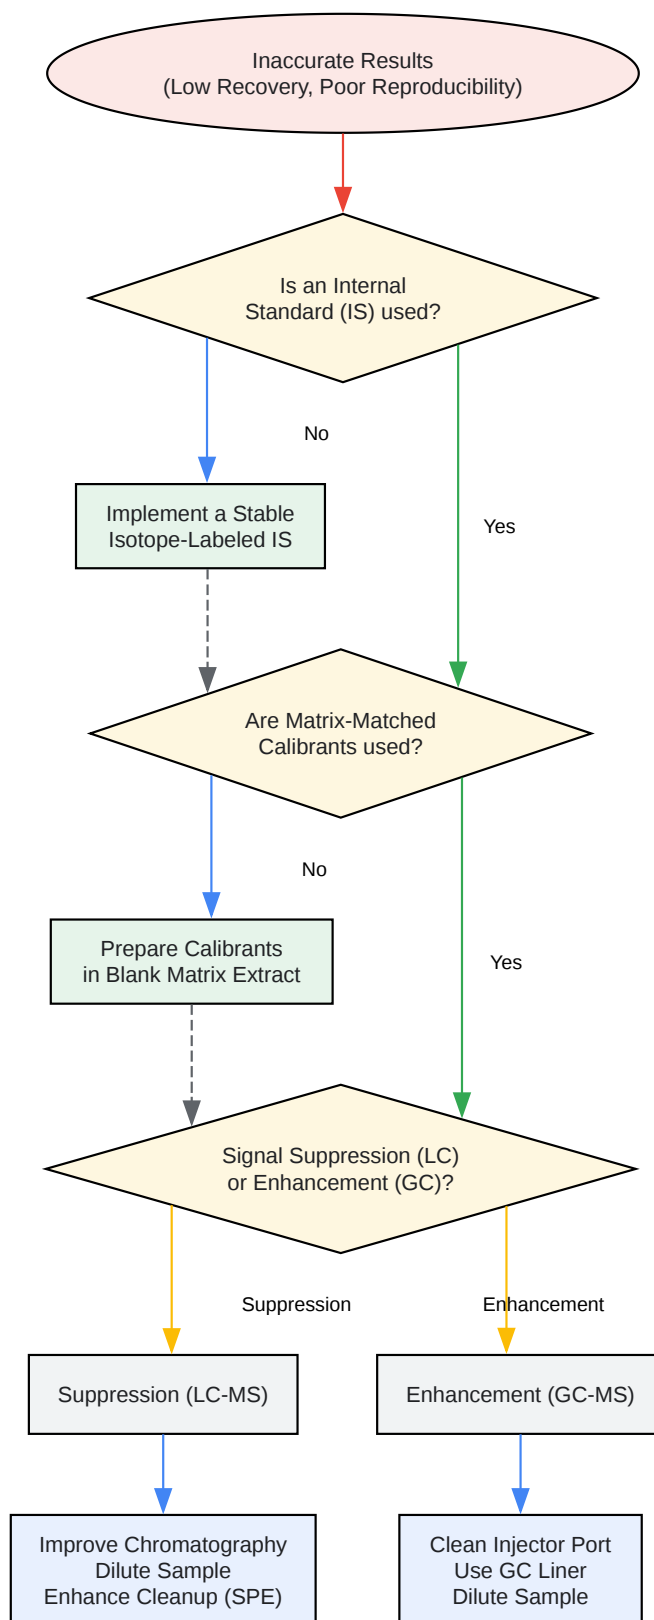 Inaccurate Results
(Low Recovery, Poor Reproducibility)
Is an Internal
Standard (IS) used?
No
Implement a Stable
Isotope-Labeled IS
Yes
Are Matrix-Matched
Calibrants used?
No
Prepare Calibrants
in Blank Matrix Extract
Yes
Signal Suppression (LC)
or Enhancement (GC)?
Suppression
Enhancement
Suppression (LC-MS)
Enhancement (GC-MS)
Improve Chromatography
Dilute Sample
Enhance Cleanup (SPE)
Clean Injector Port
Use GC Liner
Dilute Sample